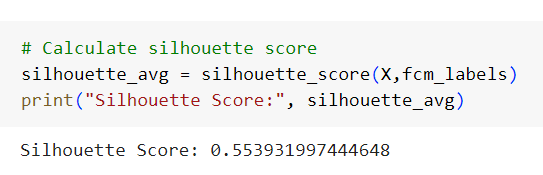 # Calculate silhouette score
silhouette_avg = silhouette_score(X,fcm_labels)
print("Silhouette Score:", silhouette_avg)
Silhouette Score: 0.553931997444648